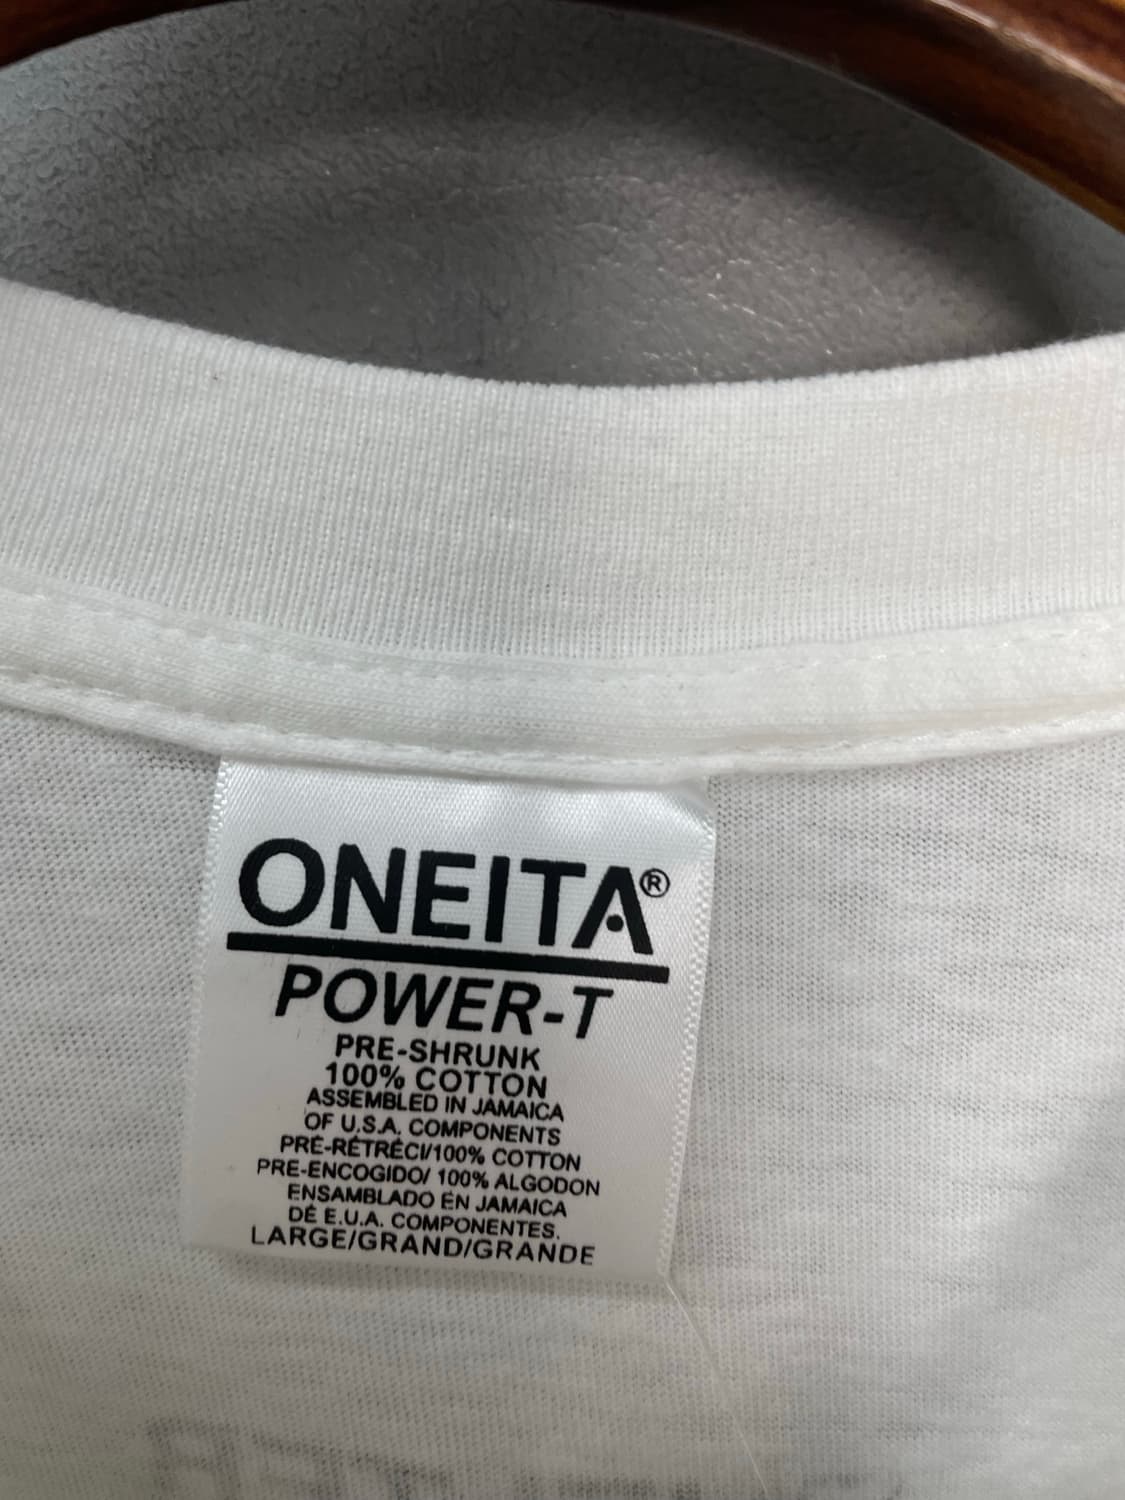 ONEITA®
POWER-T
PRE-SHRUNK
100% COTTON
ASSEMBLED IN JAMAICA
OF U.S.A. COMPONENTS
PRÉ-RÉTRÉCI/100% COTTON
PRE-ENCOGIDO/ 100% ALGODON
ENSAMBLADO EN JAMAICA
DÉ E.U.A. COMPONENTES.
LARGE/GRAND/GRANDE